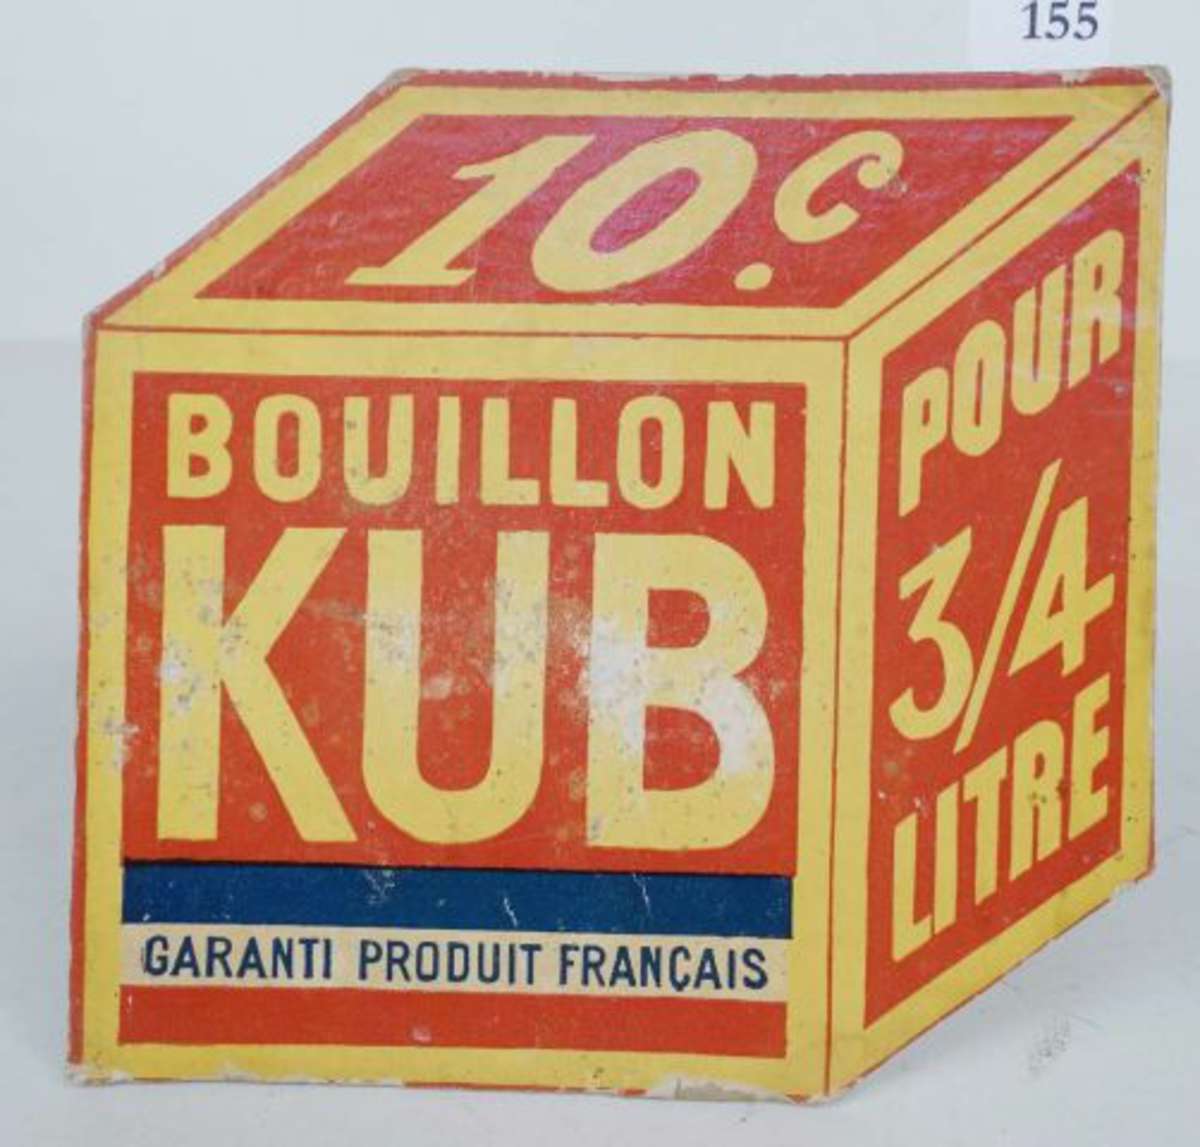 155
10.c
BOUILLON
KUB
GARANTI PRODUIT FRANÇAIS
POUR
3/4
LITRE